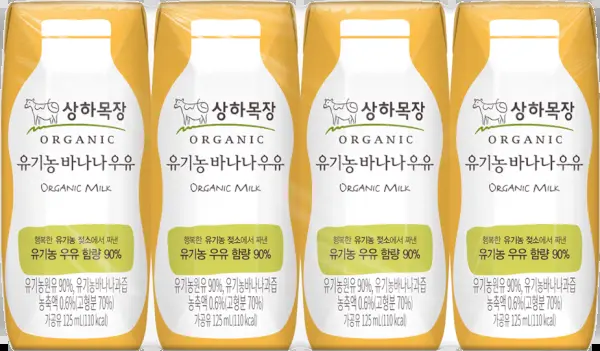 상하목장
ORGANIC
유기농 바나나우유
ORGANIC MILK
행복한 유기농 젖소에서 짜낸
유기농 우유 함량 90%
유기농원유 90%, 유기농바나나과즙
농축액 0.6%(고형분 70%)
가공유 125 mL(110 kcal)
상하목장
ORGANIC
유기농 바나나우유
ORGANIC MILK
행복한 유기농 젖소에서 짜낸
유기농 우유 함량 90%
유기농원유 90%, 유기농바나나과즙
농축액 0.6%(고형분 70%)
가공유 125 mL(110 kcal)
상하목장
ORGANIC
유기농 바나나우유
ORGANIC MILK
행복한 유기농 젖소에서 짜낸
유기농 우유 함량 90%
유기농원유 90%, 유기농바나나과즙
농축액 0.6%(고형분 70%)
가공유 125 mL(110 kcal)
상하목장
ORGANIC
유기농 바나나우유
ORGANIC MILK
행복한 유기농 젖소에서 짜낸
유기농 우유 함량 90%
유기농원유 90%, 유기농바나나과즙
농축액 0.6%(고형분 70%)
가공유 125 mL(110 kcal)